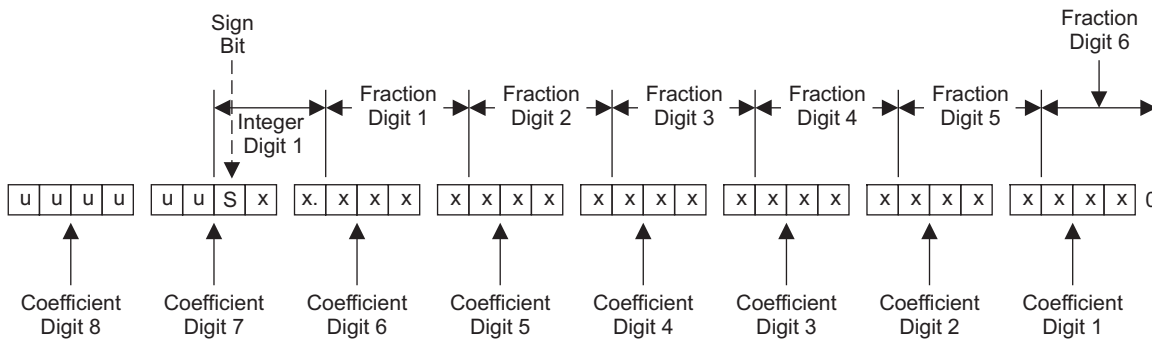 Sign
Bit
Fraction
Digit 6
Integer
Digit 1
Fraction
Digit 1
Fraction
Digit 2
Fraction
Digit 3
Fraction
Digit 4
Fraction
Digit 5
u u u u
u u S x
x. x x x
x x x x
x x x x
x x x x
x x x x
x x x x
Coefficient
Digit 8
Coefficient
Digit 7
Coefficient
Digit 6
Coefficient
Digit 5
Coefficient
Digit 4
Coefficient
Digit 3
Coefficient
Digit 2
Coefficient
Digit 1